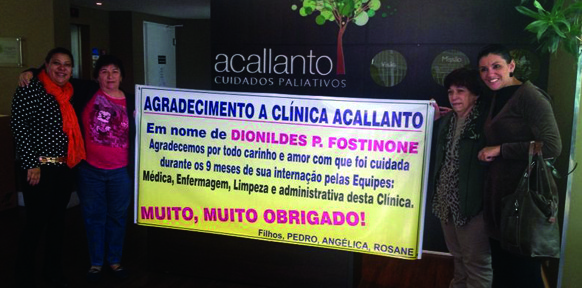 acallanto
CUIDADOS PALIATIVOS
Visão
Missão
AGRADECIMENTO A CLÍNICA ACALLANTO
Em nome de DIONILDES P. FOSTINONE
Agradecemos por todo carinho e amor com que foi cuidada
durante os 9 meses de sua internação pelas Equipes:
Médica, Enfermagem, Limpeza e administrativa desta Clínica.
MUITO, MUITO OBRIGADO!
Filhos, PEDRO, ANGÉLICA, ROSANE